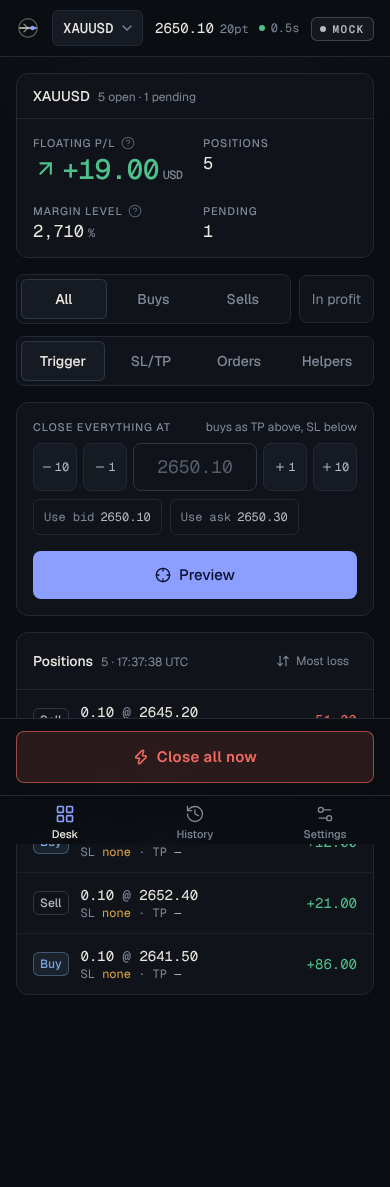 XAUUSD 2650.10 20pt 0.5s MOCK
XAUUSD 5 open · 1 pending
FLOATING P/L ? POSITIONS
+19.00 USD 5
MARGIN LEVEL ? PENDING
2,710 % 1
All Buys Sells In profit
Trigger SL/TP Orders Helpers
CLOSE EVERYTHING AT buys as TP above, SL below
−10 −1 2650.10 +1 +10
Use bid 2650.10 Use ask 2650.30
Preview
Positions 5 · 17:37:38 UTC Most loss
Sell 0.10 @ 2645.20
Close all now
Desk History Settings
Buy SL none · TP — +12.00
Sell 0.10 @ 2652.40 +21.00
SL none · TP —
Buy 0.10 @ 2641.50 +86.00
SL none · TP —